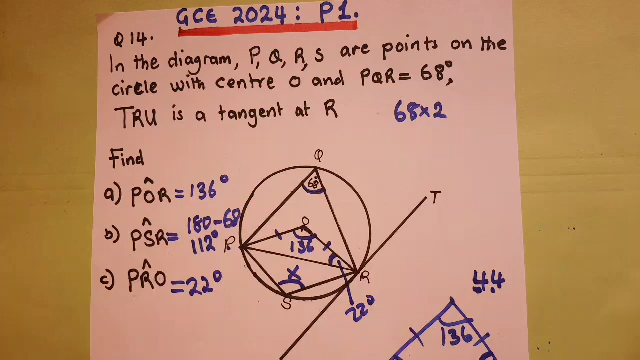 GCE 2024: P1.
Q14.
In the diagram, P, Q, R, S are points on the
circle with centre O and PQR = 68°,
TRU is a tangent at R
68×2
Find
a) PÔR = 136°
b) PŜR = 180-68
112°
c) PR̂O = 22°
Q
68°
T
O
136
P
X
R
S
22°
44
136